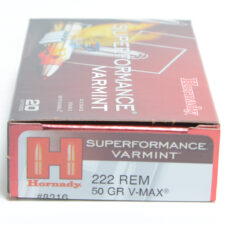 SUPERFORMANCE
VARMINT
Hornady
20
H
Hornady
SUPERFORMANCE
VARMINT
222 REM
50 GR V-MAX®
#8316